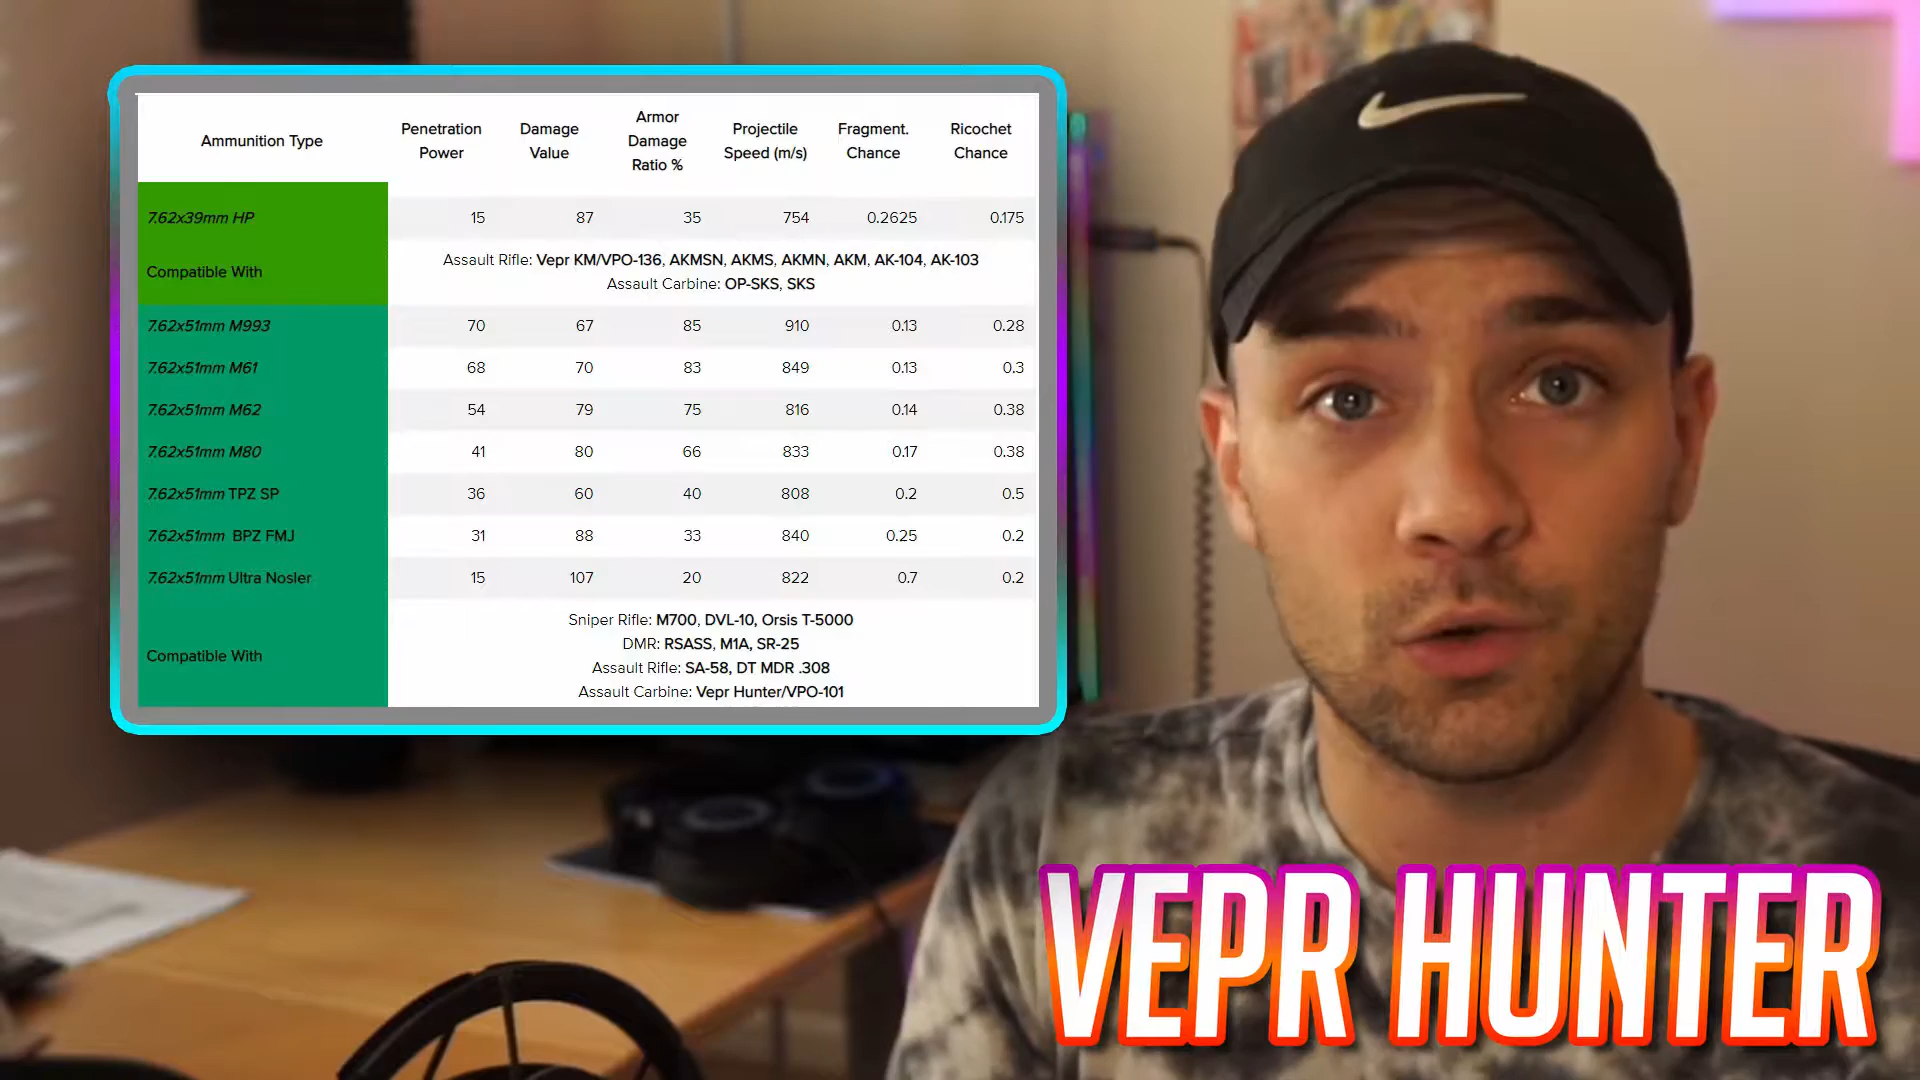 Ammunition Type
Penetration Power
Damage Value
Armor Damage Ratio %
Projectile Speed (m/s)
Fragment. Chance
Ricochet Chance
7.62x39mm HP 15 87 35 754 0.2625 0.175
Compatible With
Assault Rifle: Vepr KM/VPO-136, AKMSN, AKMS, AKMN, AKM, AK-104, AK-103
Assault Carbine: OP-SKS, SKS
7.62x51mm M993 70 67 85 910 0.13 0.28
7.62x51mm M61 68 70 83 849 0.13 0.3
7.62x51mm M62 54 79 75 816 0.14 0.38
7.62x51mm M80 41 80 66 833 0.17 0.38
7.62x51mm TPZ SP 36 60 40 808 0.2 0.5
7.62x51mm BPZ FMJ 31 88 33 840 0.25 0.2
7.62x51mm Ultra Nosler 15 107 20 822 0.7 0.2
Compatible With
Sniper Rifle: M700, DVL-10, Orsis T-5000
DMR: RSASS, M1A, SR-25
Assault Rifle: SA-58, DT MDR .308
Assault Carbine: Vepr Hunter/VPO-101
VEPR HUNTER